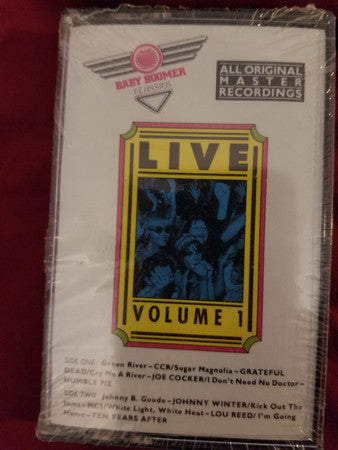 BABY BOOMER
CLASSICS
ALL ORIGINAL
MASTER
RECORDINGS
LIVE
VOLUME 1
SIDE ONE: Green River–CCR/Sugar Magnolia–GRATEFUL
DEAD/Cry Me A River–JOE COCKER/I Don't Need No Doctor–
HUMBLE PIE
SIDE TWO: Johnny B. Goode–JOHNNY WINTER/Kick Out The
Jams–MC5/White Light, White Heat–LOU REED/I'm Going
Home–TEN YEARS AFTER